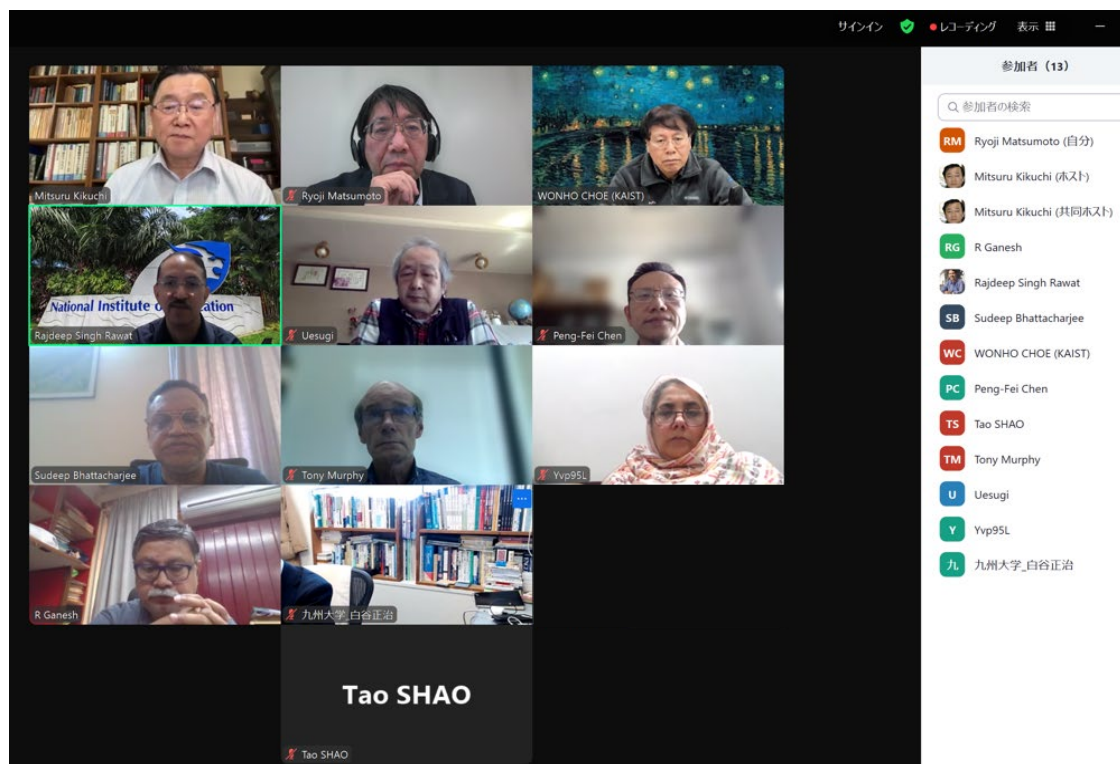 サインイン
レコーディング
表示
参加者（13）
参加者の検索
RM Ryoji Matsumoto (自分)
Mitsuru Kikuchi (ホスト)
Mitsuru Kikuchi (共同ホスト)
RG R Ganesh
Rajdeep Singh Rawat
SB Sudeep Bhattacharjee
WC WONHO CHOE (KAIST)
PC Peng-Fei Chen
TS Tao SHAO
TM Tony Murphy
U Uesugi
Y Yvp95L
九 九州大学_白谷正治
Mitsuru Kikuchi
Ryoji Matsumoto
WONHO CHOE (KAIST)
National Institute
Rajdeep Singh Rawat
Uesugi
Peng-Fei Chen
Sudeep Bhattacharjee
Tony Murphy
Yvp95L
R Ganesh
九州大学_白谷正治
Tao SHAO
Tao SHAO